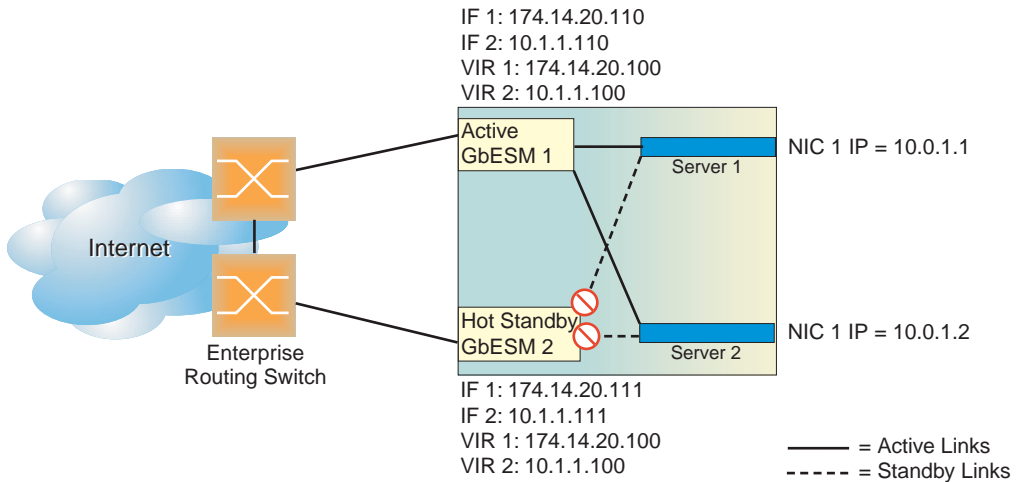 IF 1: 174.14.20.110
IF 2: 10.1.1.110
VIR 1: 174.14.20.100
VIR 2: 10.1.1.100
Active
GbESM 1
Server 1
NIC 1 IP = 10.0.1.1
Internet
Hot Standby
GbESM 2
Server 2
NIC 1 IP = 10.0.1.2
Enterprise
Routing Switch
IF 1: 174.14.20.111
IF 2: 10.1.1.111
VIR 1: 174.14.20.100
VIR 2: 10.1.1.100
= Active Links
= Standby Links